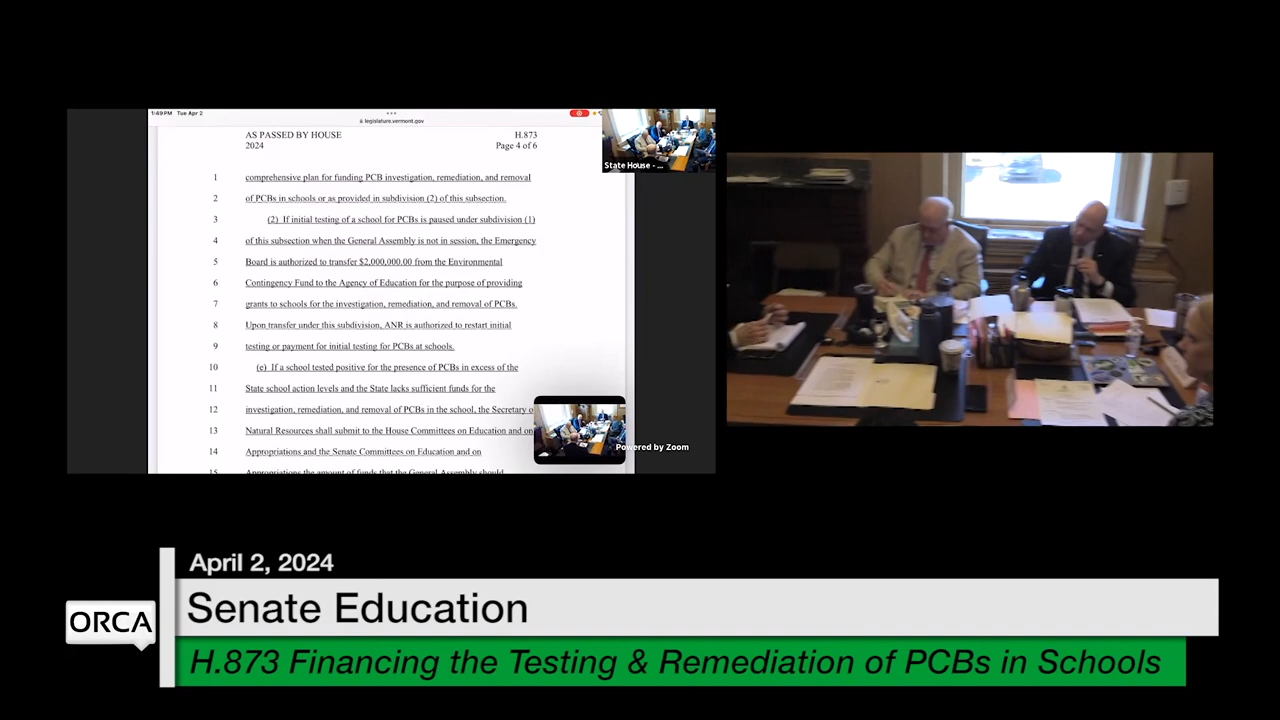 1:49 PM Tue Apr 2
legislature.vermont.gov
AS PASSED BY HOUSE H.873
2024 Page 4 of 6
1 comprehensive plan for funding PCB investigation, remediation, and removal
2 of PCBs in schools or as provided in subdivision (2) of this subsection.
3 (2) If initial testing of a school for PCBs is paused under subdivision (1)
4 of this subsection when the General Assembly is not in session, the Emergency
5 Board is authorized to transfer $2,000,000.00 from the Environmental
6 Contingency Fund to the Agency of Education for the purpose of providing
7 grants to schools for the investigation, remediation, and removal of PCBs.
8 Upon transfer under this subdivision, ANR is authorized to restart initial
9 testing or payment for initial testing for PCBs at schools.
10 (e) If a school tested positive for the presence of PCBs in excess of the
11 State school action levels and the State lacks sufficient funds for the
12 investigation, remediation, and removal of PCBs in the school, the Secretary o
13 Natural Resources shall submit to the House Committees on Education and on
14 Appropriations and the Senate Committees on Education and on
15 Appropriations the amount of funds that the General Assembly should
State House - ...
Powered by Zoom
April 2, 2024
Senate Education
ORCA
H.873 Financing the Testing & Remediation of PCBs in Schools